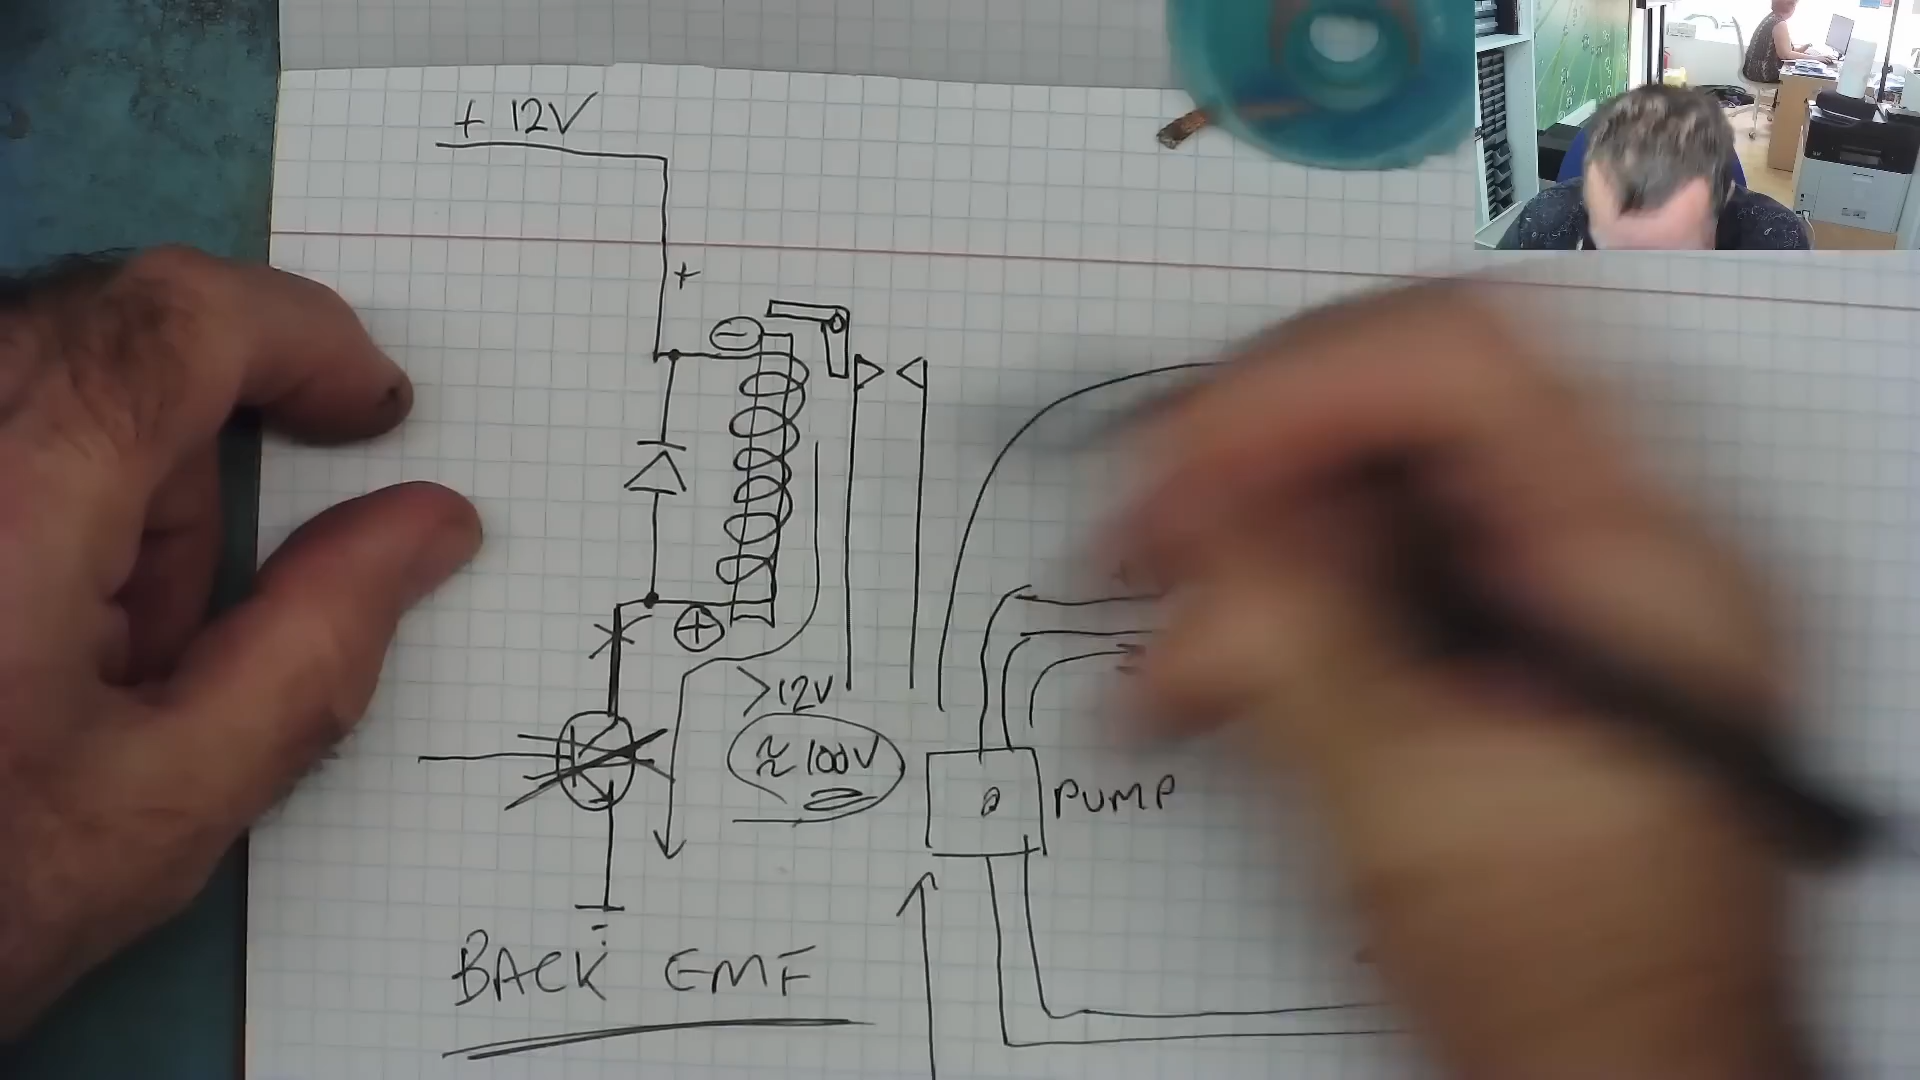 + 12V
+
−
+
>12V
≈ 100V
PUMP
-
BACK EMF